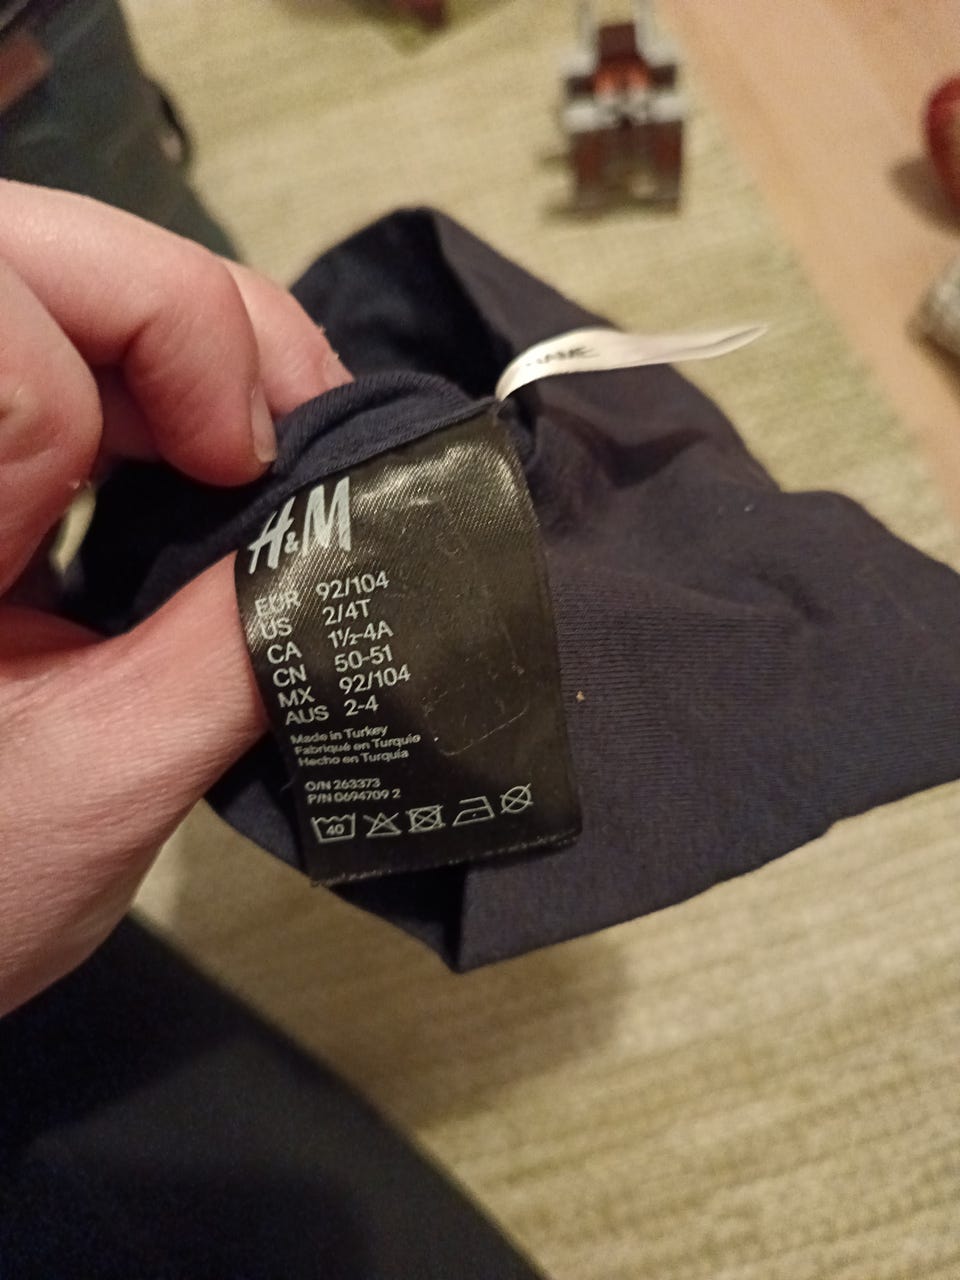 H&M
EUR 92/104
US 2/4T
CA 1½-4A
CN 50-51
MX 92/104
AUS 2-4
Made in Turkey
Fabriqué en Turquie
Hecho en Turquía
O/N 263373
P/N 0694709 2
40